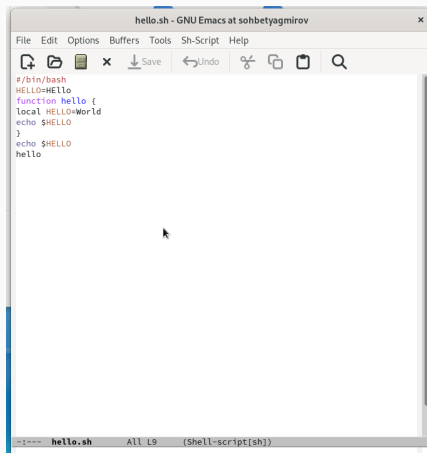 hello.sh - GNU Emacs at sohbetyagmirov ×
File Edit Options Buffers Tools Sh-Script Help
Save Undo
#/bin/bash
HELLO=HEllo
function hello {
local HELLO=World
echo $HELLO
}
echo $HELLO
hello
-:--- hello.sh All L9 (Shell-script[sh])